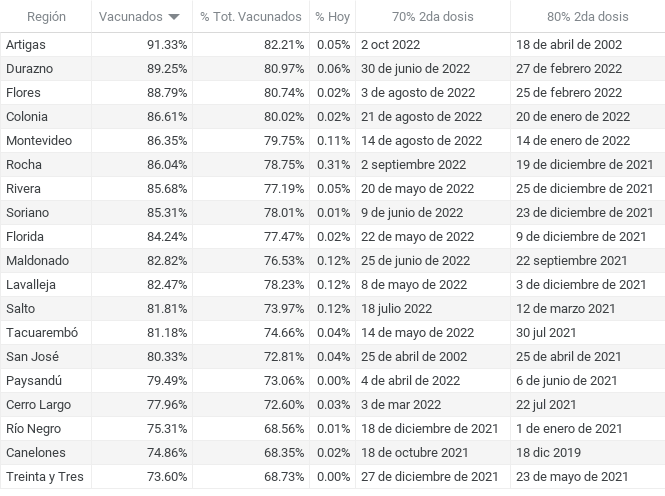 Región Vacunados % Tot. Vacunados % Hoy 70% 2da dosis 80% 2da dosis
Artigas 91.33% 82.21% 0.05% 2 oct 2022 18 de abril de 2002
Durazno 89.25% 80.97% 0.06% 30 de junio de 2022 27 de febrero 2022
Flores 88.79% 80.74% 0.02% 3 de agosto de 2022 25 de febrero 2022
Colonia 86.61% 80.02% 0.02% 21 de agosto de 2022 20 de enero de 2022
Montevideo 86.35% 79.75% 0.11% 14 de agosto de 2022 14 de enero de 2022
Rocha 86.04% 78.75% 0.31% 2 septiembre 2022 19 de diciembre de 2021
Rivera 85.68% 77.19% 0.05% 20 de mayo de 2022 25 de diciembre de 2021
Soriano 85.31% 78.01% 0.01% 9 de junio de 2022 23 de diciembre de 2021
Florida 84.24% 77.47% 0.02% 22 de mayo de 2022 9 de diciembre de 2021
Maldonado 82.82% 76.53% 0.12% 25 de junio de 2022 22 septiembre 2021
Lavalleja 82.47% 78.23% 0.12% 8 de mayo de 2022 3 de diciembre de 2021
Salto 81.81% 73.97% 0.12% 18 julio 2022 12 de marzo 2021
Tacuarembó 81.18% 74.66% 0.04% 14 de mayo de 2022 30 jul 2021
San José 80.33% 72.81% 0.04% 25 de abril de 2002 25 de abril de 2021
Paysandú 79.49% 73.06% 0.00% 4 de abril de 2022 6 de junio de 2021
Cerro Largo 77.96% 72.60% 0.03% 3 de mar 2022 22 jul 2021
Río Negro 75.31% 68.56% 0.01% 18 de diciembre de 2021 1 de enero de 2021
Canelones 74.86% 68.35% 0.02% 18 de octubre 2021 18 dic 2019
Treinta y Tres 73.60% 68.73% 0.00% 27 de diciembre de 2021 23 de mayo de 2021